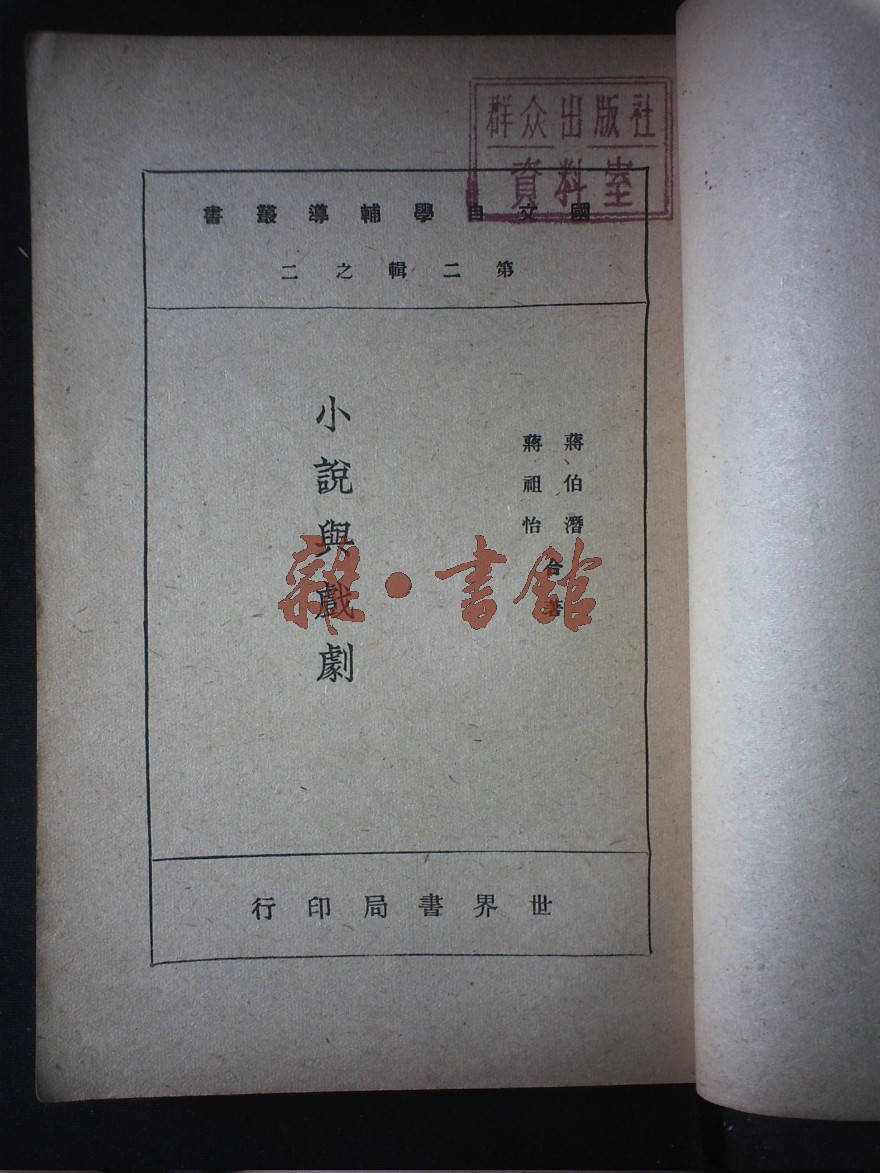 群众出版社
資料室
國文自學輔導叢書
第二輯之二
蔣伯潛
蔣祖怡
合著
小說與戲劇
雜·書館
世界書局印行